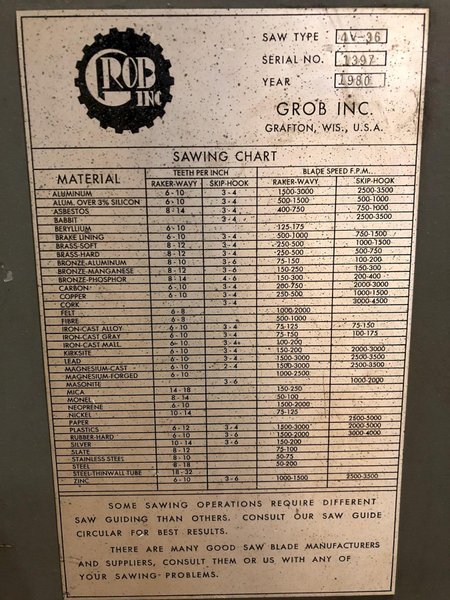 GROB INC
SAW TYPE 4V-36
SERIAL NO. 1397
YEAR 1980
GROB INC.
GRAFTON, WIS., U.S.A.
SAWING CHART
MATERIAL TEETH PER INCH BLADE SPEED F.P.M...
RAKER-WAVY SKIP-HOOK RAKER-WAVY SKIP-HOOK
ALUMINUM 6-10 3-4 1500-3000 2500-3500
ALUM. OVER 3% SILICON 6-10 3-4 500-1500 500-1000
ASBESTOS 8-14 3-4 400-750 750-1000
BABBIT 3-4 2500-3500
BERYLLIUM 6-10 125-175
BRAKE LINING 6-10 3-4 500-1000 750-1500
BRASS-SOFT 8-12 3-4 250-500 1000-1500
BRASS-HARD 8-12 3-4 250-500 500-750
BRONZE-ALUMINUM 8-10 3-6 75-150 100-200
BRONZE-MANGANESE 8-12 3-6 150-250 150-300
BRONZE-PHOSPHOR 8-14 4-6 150-300 200-400
CARBON 6-10 3-4 2000-3000
COPPER 6-10 3-4 250-500 1000-1500
CORK 3-4 3000-4500
FELT 6-8 1000-2000
FIBRE 6-8 500-1000
IRON-CAST ALLOY 6-10 3-4 75-125 75-150
IRON-CAST GRAY 6-10 3-4 75-150 100-175
IRON-CAST MALL. 6-10 3-4 100-200
KIRKSITE 6-10 3-4 150-200 2000-3000
LEAD 6-10 3-4 1500-3000 2500-3500
MAGNESIUM-CAST 6-10 2-4 1500-3000 2500-3500
MAGNESIUM-FORGED 6-10 1000-2500
MASONITE 3-6 1000-2000
MICA 14-18 150-250
MONEL 8-14 50-100
NEOPRENE 6-10 1500-2000
NICKEL 10-14 75-125
PAPER 2500-5000
PLASTICS 6-12 3-4 1500-3000 2000-5000
RUBBER-HARD 6-10 3-6 1500-2000 3000-4000
SILVER 10-14 3-4 150-200
SLATE 8-12 75-100
STAINLESS STEEL 8-10 50-75
STEEL 8-18 50-200
STEEL-THINWALL TUBE 18-32
ZINC 6-10 3-6 1000-1500 2500-3500
SOME SAWING OPERATIONS REQUIRE DIFFERENT
SAW GUIDING THAN OTHERS. CONSULT OUR SAW GUIDE
CIRCULAR FOR BEST RESULTS.
THERE ARE MANY GOOD SAW BLADE MANUFACTURERS
AND SUPPLIERS, CONSULT THEM OR US WITH ANY OF
YOUR SAWING PROBLEMS.